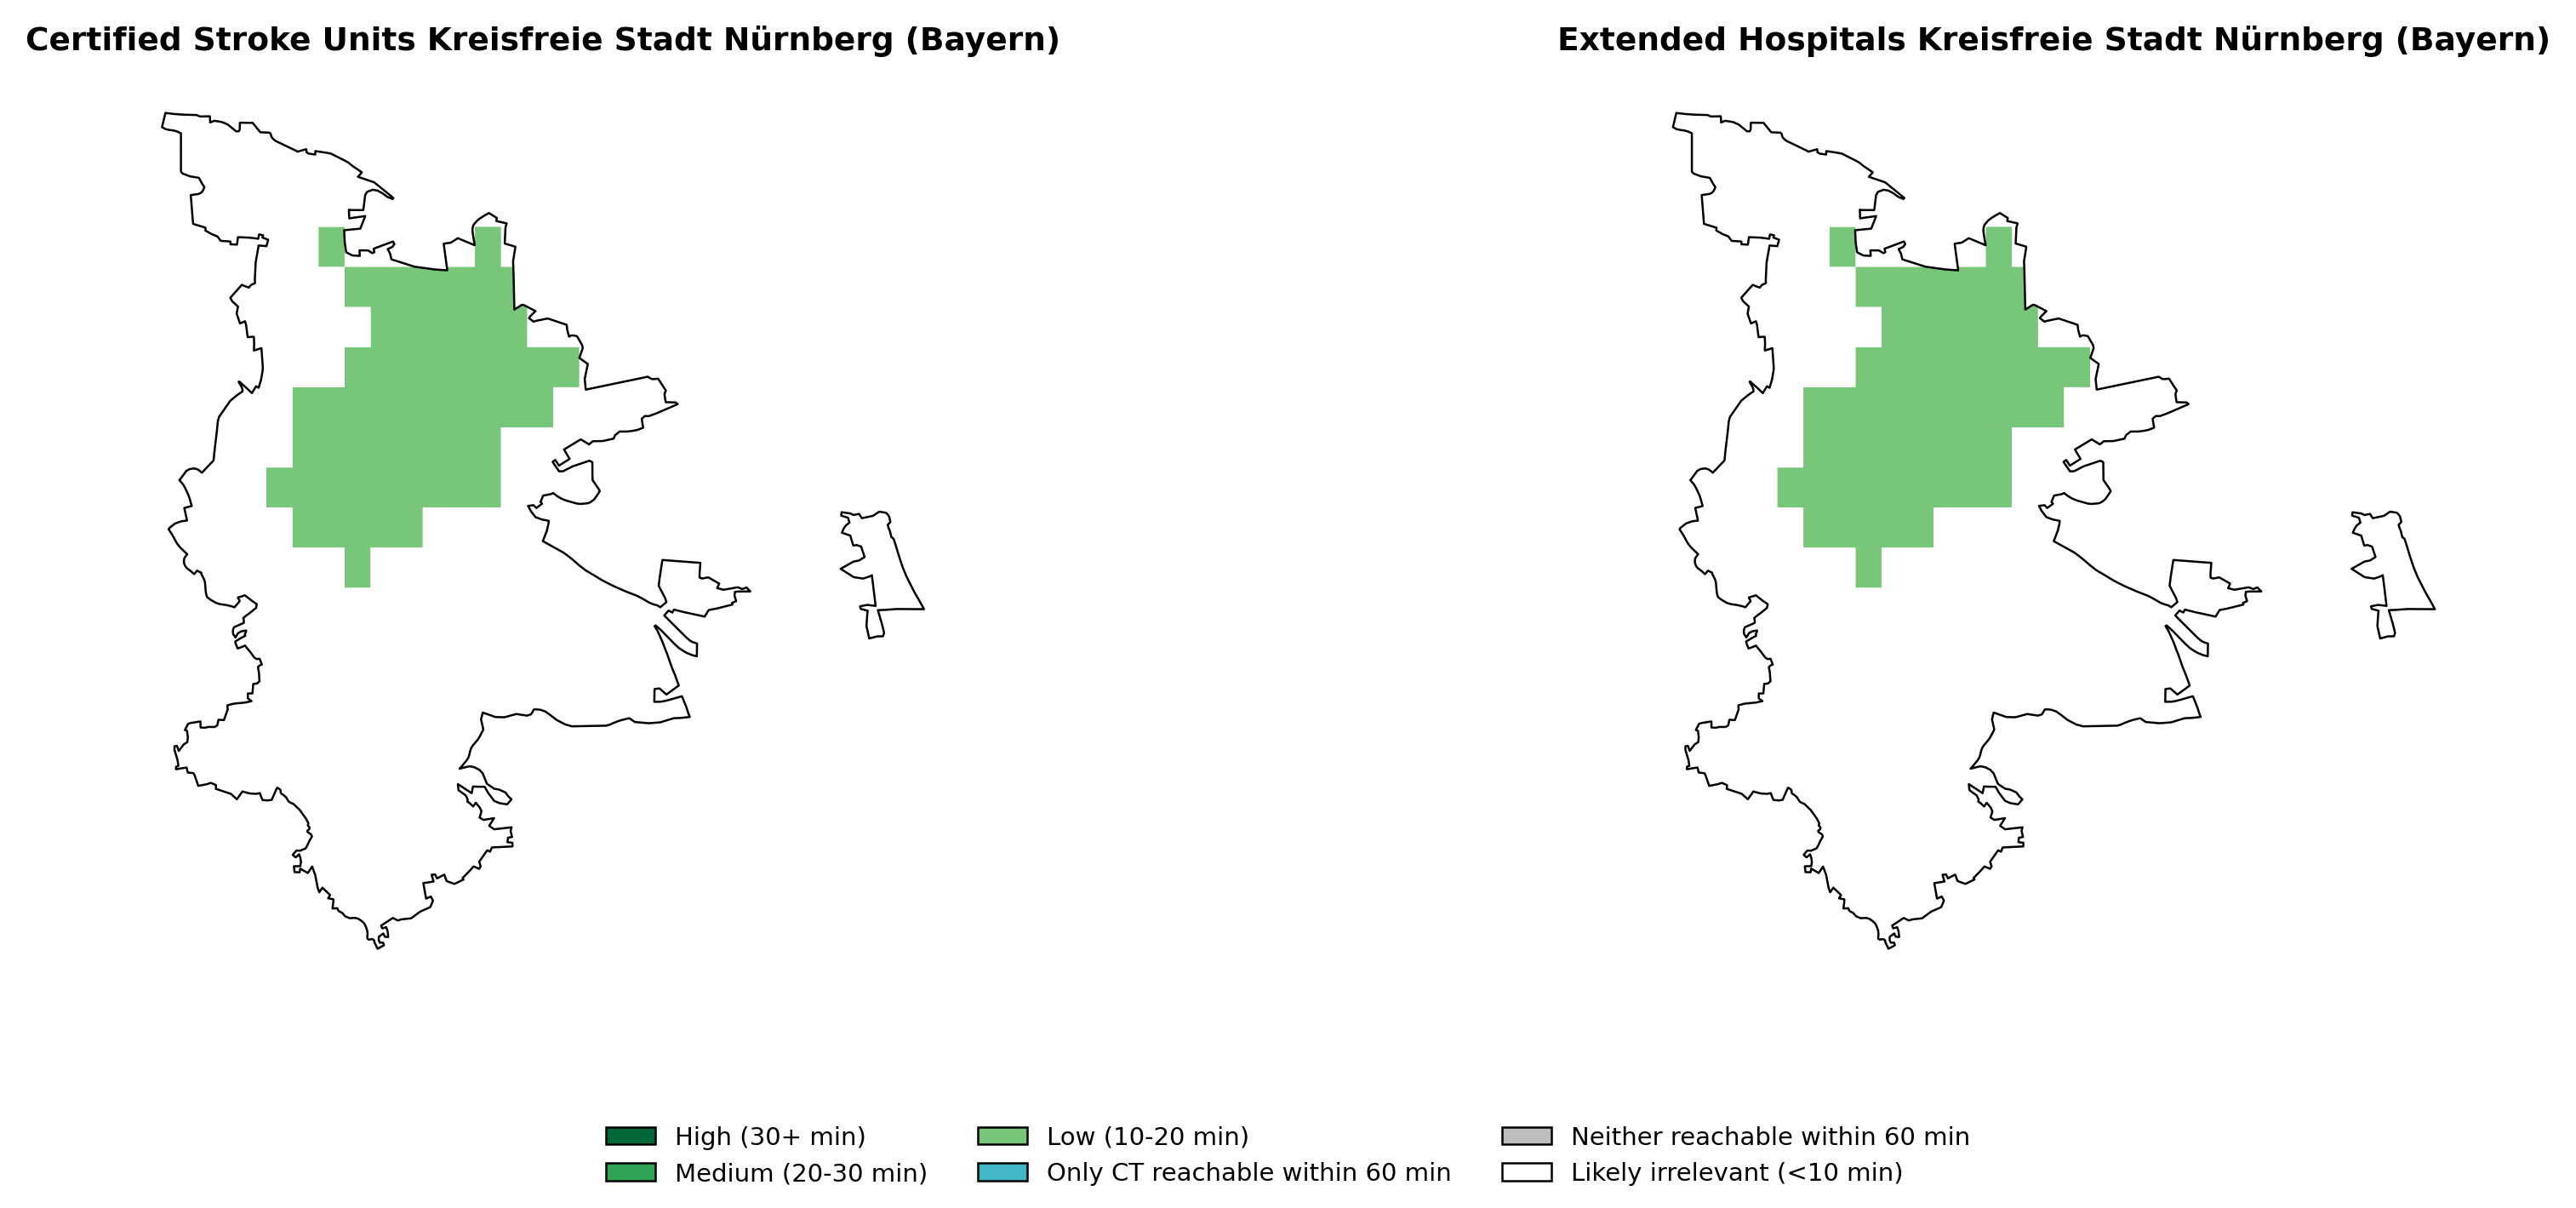 Certified Stroke Units Kreisfreie Stadt Nürnberg (Bayern)
Extended Hospitals Kreisfreie Stadt Nürnberg (Bayern)
High (30+ min)
Medium (20-30 min)
Low (10-20 min)
Only CT reachable within 60 min
Neither reachable within 60 min
Likely irrelevant (<10 min)